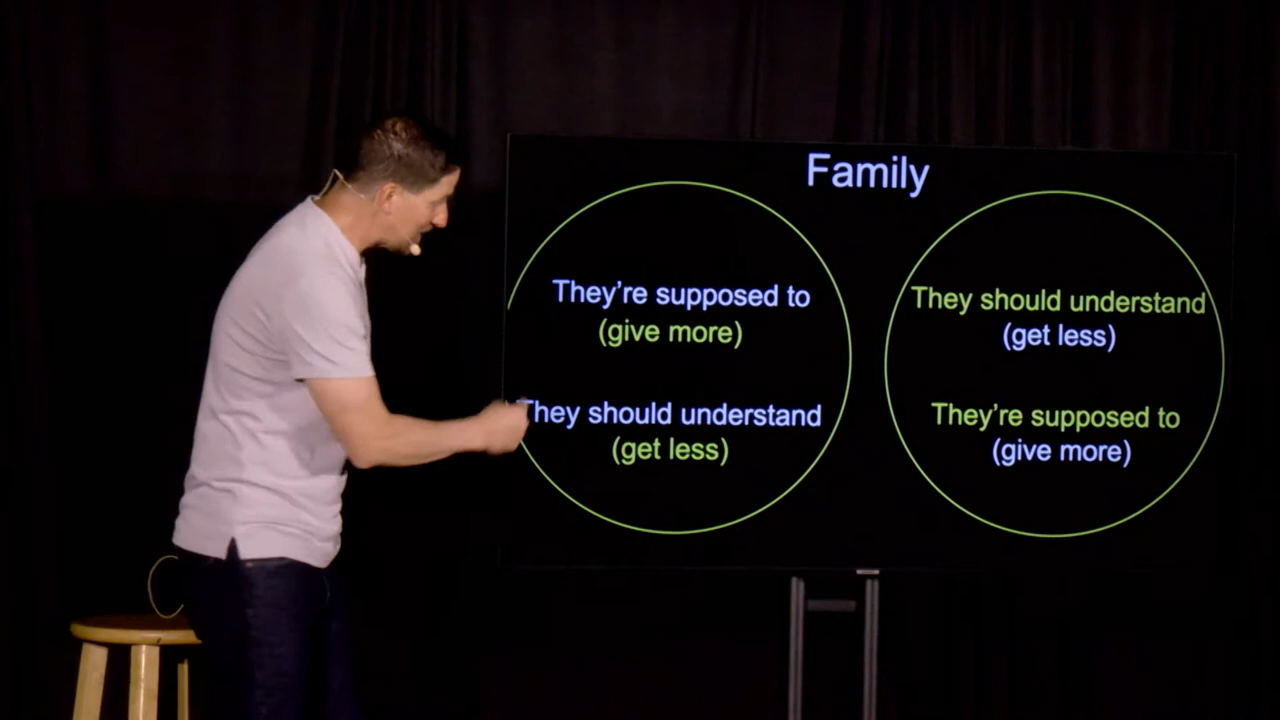 Family
They're supposed to
(give more)
They should understand
(get less)
They should understand
(get less)
They're supposed to
(give more)